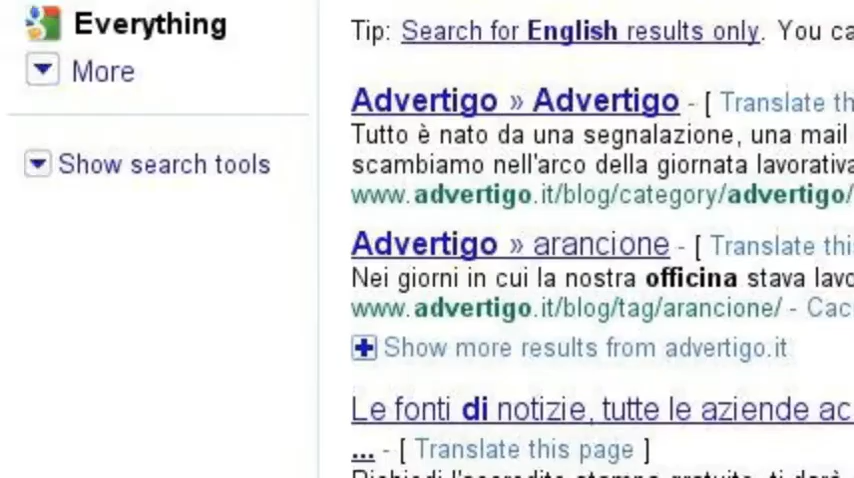 Everything
More
Show search tools
Tip: Search for English results only. You ca
Advertigo » Advertigo - [ Translate th
Tutto è nato da una segnalazione, una mail
scambiamo nell'arco della giornata lavorativa
www.advertigo.it/blog/category/advertigo/
Advertigo » arancione - [ Translate thi
Nei giorni in cui la nostra officina stava lavo
www.advertigo.it/blog/tag/arancione/ - Cac
Show more results from advertigo.it
Le fonti di notizie, tutte le aziende ac
... - [ Translate this page ]